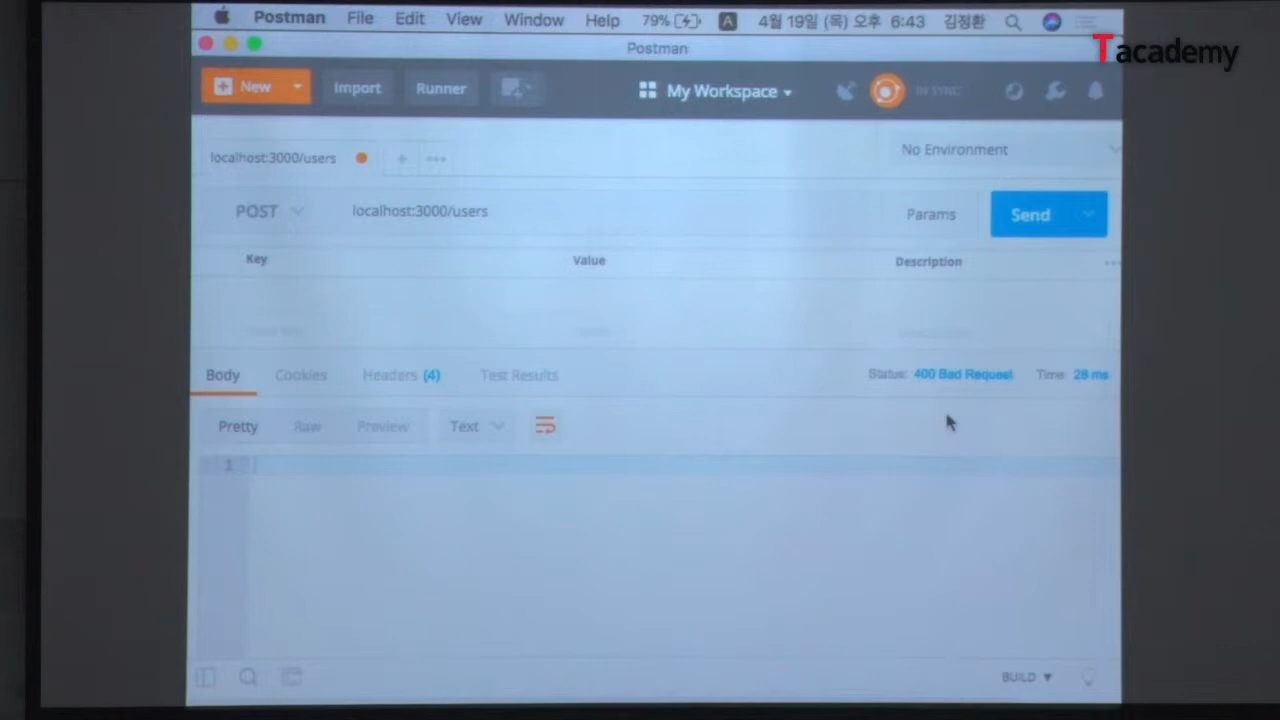 Postman File Edit View Window Help 79% A 4월 19일 (목) 오후 6:43 김정환
Postman
Tacademy
New Import Runner My Workspace IN SYNC
localhost:3000/users No Environment
POST localhost:3000/users Params Send
Key Value Description
Body Cookies Headers (4) Test Results Status: 400 Bad Request Time: 28 ms
Pretty Raw Preview Text
1
BUILD